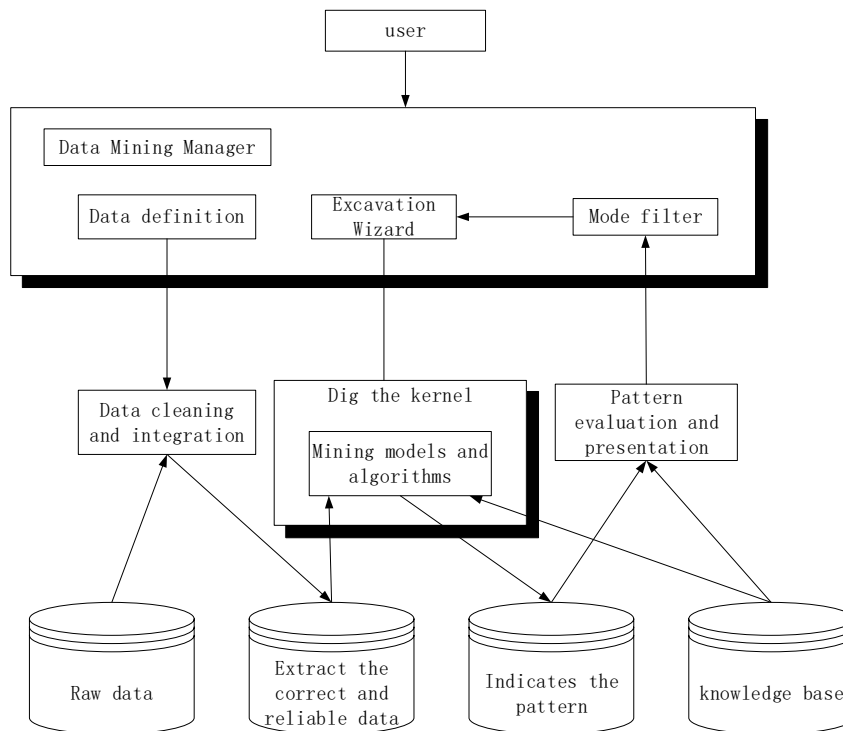 user
Data Mining Manager
Data definition
Excavation
Wizard
Mode filter
Data cleaning
and integration
Dig the kernel
Mining models and
algorithms
Pattern
evaluation and
presentation
Raw data
Extract the
correct and
reliable data
Indicates the
pattern
knowledge base